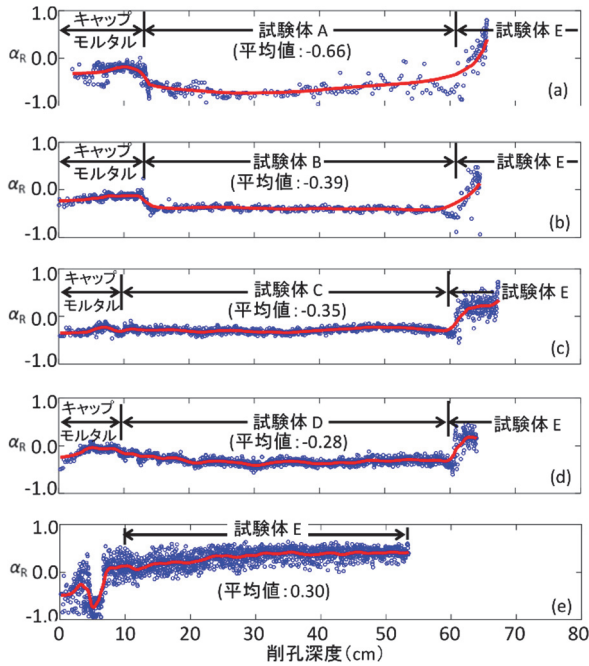 キャップ
モルタル
試験体 A
(平均値:-0.66)
試験体 E
αR
1.0
0.0
-1.0
(a)
キャップ
モルタル
試験体 B
(平均値:-0.39)
試験体 E
αR
1.0
0.0
-1.0
(b)
キャップ
モルタル
試験体 C
(平均値:-0.35)
試験体 E
αR
1.0
0.0
-1.0
(c)
キャップ
モルタル
試験体 D
(平均値:-0.28)
試験体 E
αR
1.0
0.0
-1.0
(d)
試験体 E
(平均値:0.30)
αR
1.0
0.0
-1.0
(e)
0 10 20 30 40 50 60 70 80
削孔深度(cm)